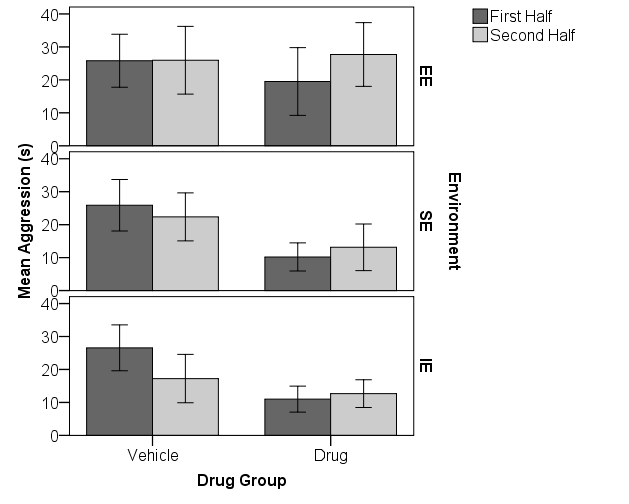 First Half
Second Half
40
30
20
10
0
EE
40
30
20
10
0
SE
40
30
20
10
0
IE
Mean Aggression (s)
Environment
Vehicle
Drug
Drug Group